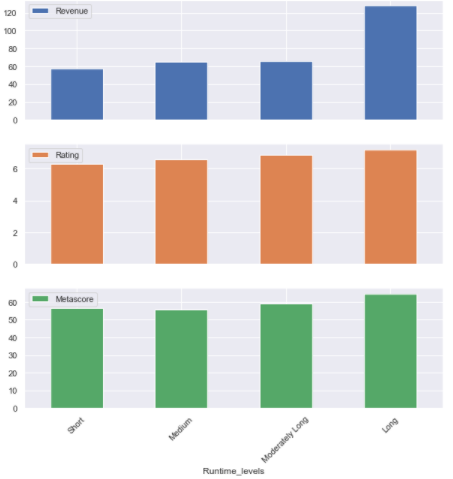 Revenue
120
100
80
60
40
20
0
Rating
6
4
2
0
Metascore
60
50
40
30
20
10
0
Short
Medium
Moderately Long
Long
Runtime_levels